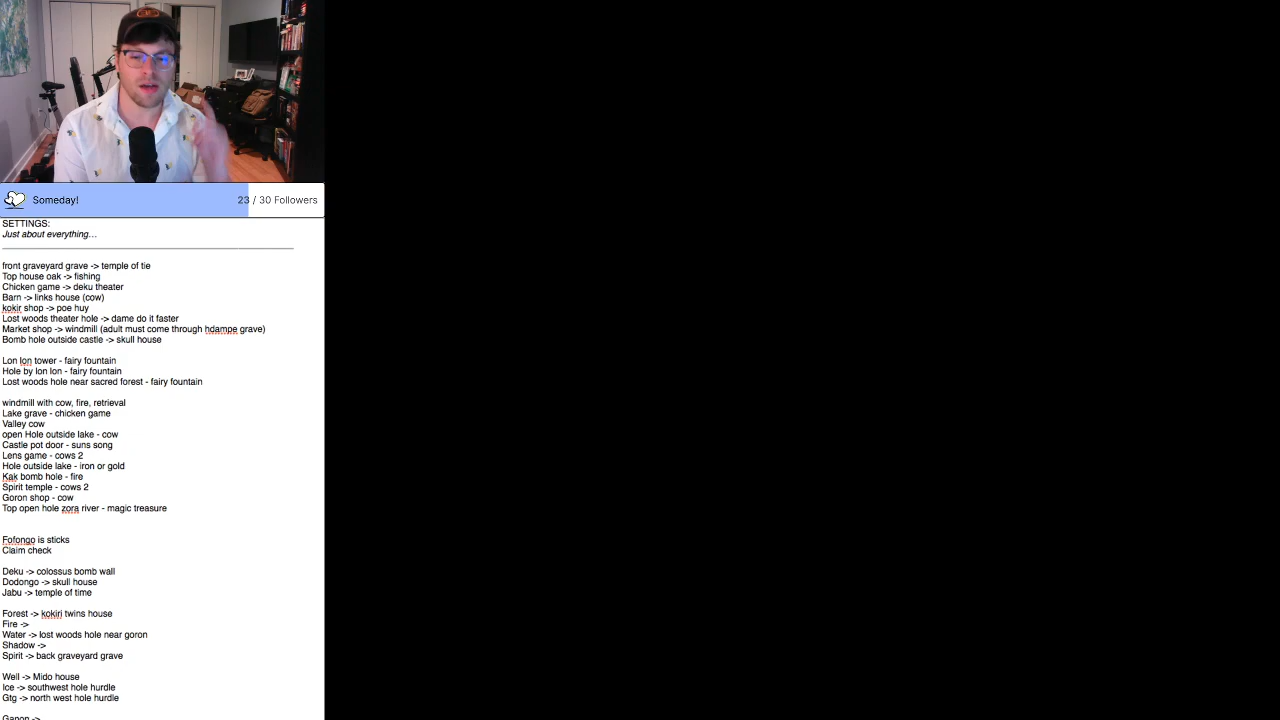 Someday!
23 / 30 Followers
SETTINGS:
Just about everything...
front graveyard grave -> temple of tie
Top house oak -> fishing
Chicken game -> deku theater
Barn -> links house (cow)
kokir shop -> poe huy
Lost woods theater hole -> dame do it faster
Market shop -> windmill (adult must come through hdampe grave)
Bomb hole outside castle -> skull house
Lon lon tower - fairy fountain
Hole by lon lon - fairy fountain
Lost woods hole near sacred forest - fairy fountain
windmill with cow, fire, retrieval
Lake grave - chicken game
Valley cow
open Hole outside lake - cow
Castle pot door - suns song
Lens game - cows 2
Hole outside lake - iron or gold
Kak bomb hole - fire
Spirit temple - cows 2
Goron shop - cow
Top open hole zora river - magic treasure
Fofongo is sticks
Claim check
Deku -> colossus bomb wall
Dodongo -> skull house
Jabu -> temple of time
Forest -> kokiri twins house
Fire ->
Water -> lost woods hole near goron
Shadow ->
Spirit -> back graveyard grave
Well -> Mido house
Ice -> southwest hole hurdle
Gtg -> north west hole hurdle
Ganon ->